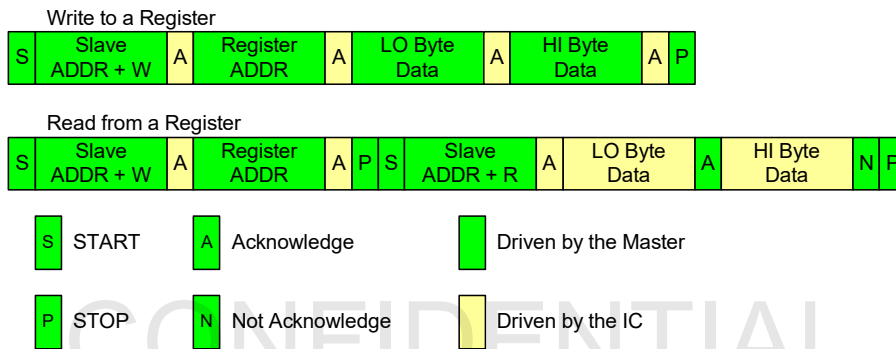 Write to a Register
S Slave ADDR + W A Register ADDR A LO Byte Data A HI Byte Data A P
Read from a Register
S Slave ADDR + W A Register ADDR A P S Slave ADDR + R A LO Byte Data A HI Byte Data N P
S START A Acknowledge Driven by the Master
P STOP N Not Acknowledge Driven by the IC
CONFIDENTIAL